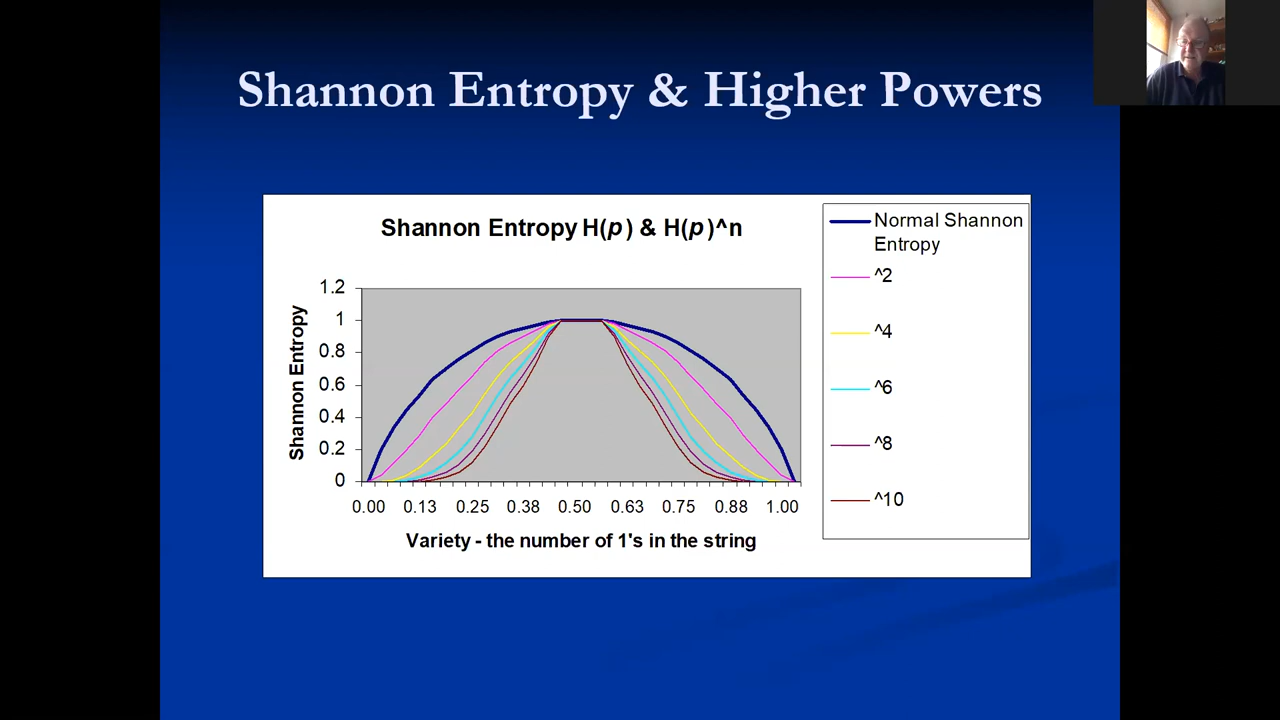 Shannon Entropy & Higher Powers
Shannon Entropy H(p) & H(p)^n
Normal Shannon
Entropy
^2
^4
^6
^8
^10
1.2
1
0.8
0.6
0.4
0.2
0
Shannon Entropy
0.00 0.13 0.25 0.38 0.50 0.63 0.75 0.88 1.00
Variety - the number of 1's in the string